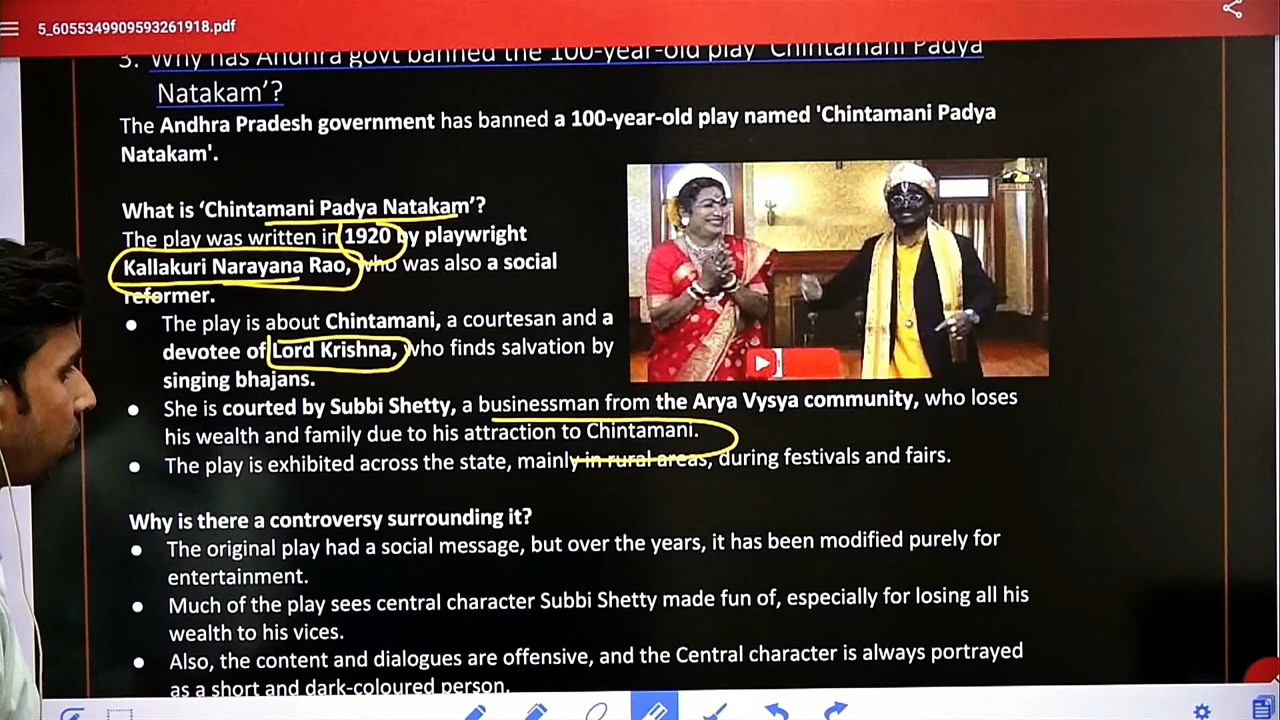 5_6055349909593261918.pdf
3. Why has Andhra govt banned the 100-year-old play 'Chintamani Padya
Natakam'?
The Andhra Pradesh government has banned a 100-year-old play named 'Chintamani Padya
Natakam'.
What is 'Chintamani Padya Natakam'?
The play was written in 1920 by playwright
Kallakuri Narayana Rao, who was also a social
reformer.
● The play is about Chintamani, a courtesan and a
devotee of Lord Krishna, who finds salvation by
singing bhajans.
● She is courted by Subbi Shetty, a businessman from the Arya Vysya community, who loses
his wealth and family due to his attraction to Chintamani.
● The play is exhibited across the state, mainly in rural areas, during festivals and fairs.
Why is there a controversy surrounding it?
● The original play had a social message, but over the years, it has been modified purely for
entertainment.
● Much of the play sees central character Subbi Shetty made fun of, especially for losing all his
wealth to his vices.
● Also, the content and dialogues are offensive, and the Central character is always portrayed
as a short and dark-coloured person.